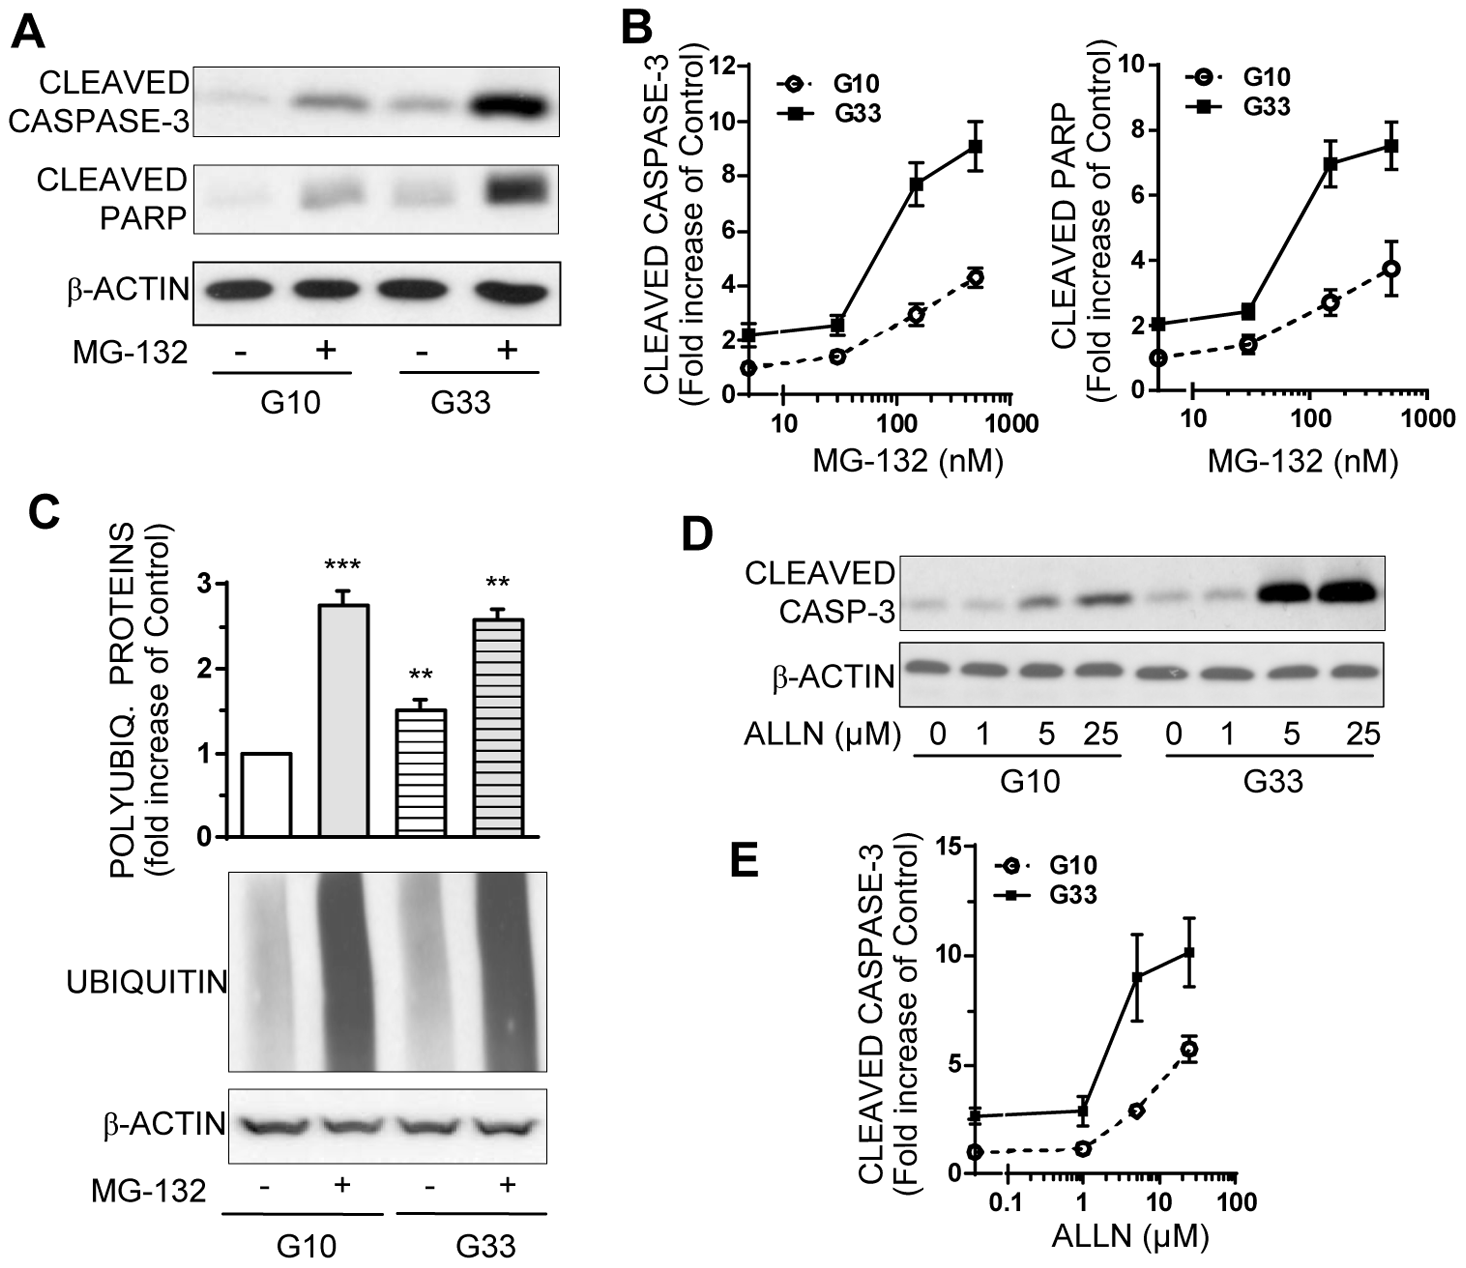 A
CLEAVED
CASPASE-3
CLEAVED
PARP
β-ACTIN
MG-132 - + - +
G10 G33
B
CLEAVED CASPASE-3
(Fold increase of Control)
12
10
8
6
4
2
0
G10
G33
10 100 1000
MG-132 (nM)
CLEAVED PARP
(Fold increase of Control)
10
8
6
4
2
0
G10
G33
10 100 1000
MG-132 (nM)
C
POLYUBIQ. PROTEINS
(fold increase of Control)
3
2
1
0
***
**
**
UBIQUITIN
β-ACTIN
MG-132 - + - +
G10 G33
D
CLEAVED
CASP-3
β-ACTIN
ALLN (µM) 0 1 5 25 0 1 5 25
G10 G33
E
CLEAVED CASPASE-3
(Fold increase of Control)
15
10
5
0
G10
G33
0.1 1 10 100
ALLN (µM)